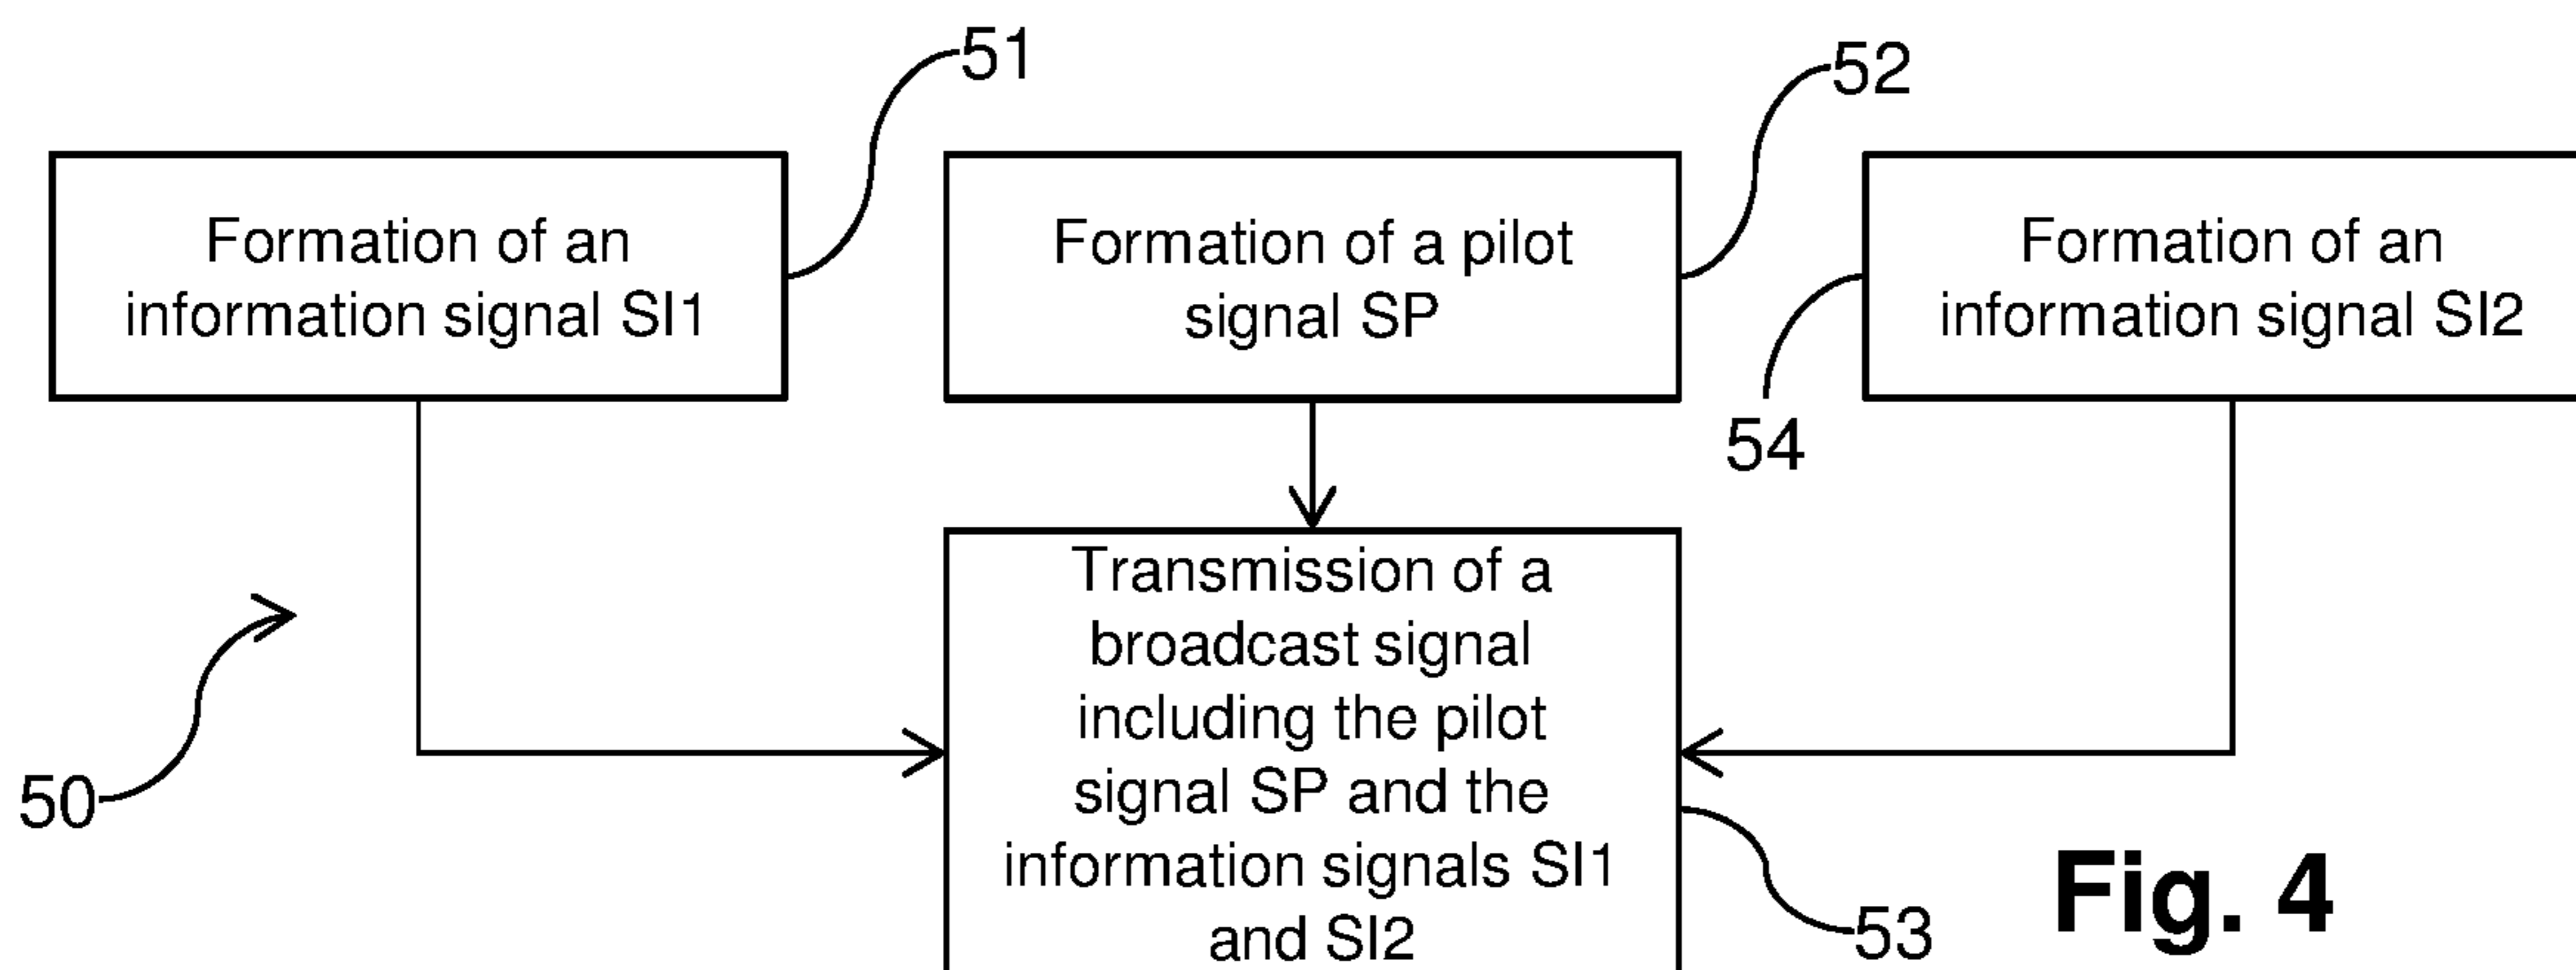 51
52
Formation of an
information signal SI1
Formation of a pilot
signal SP
Formation of an
information signal SI2
54
Transmission of a
broadcast signal
including the pilot
signal SP and the
information signals SI1
and SI2
50
53
Fig. 4